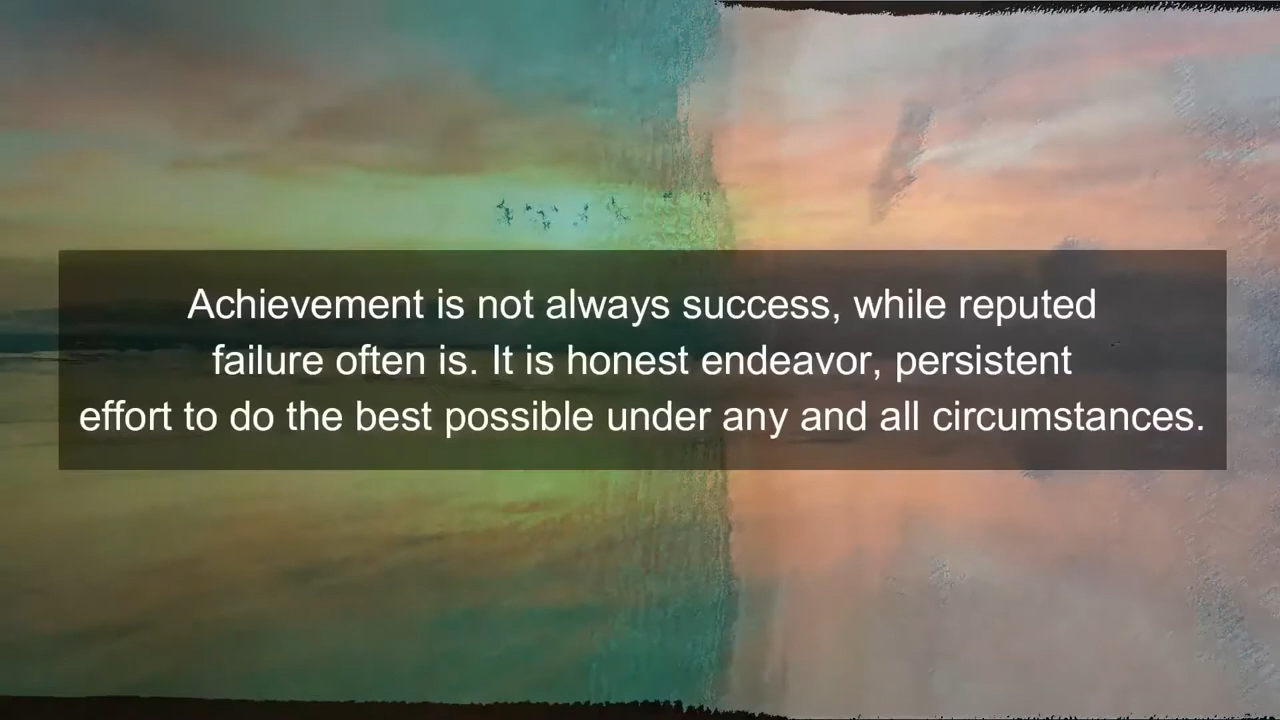 Achievement is not always success, while reputed
failure often is. It is honest endeavor, persistent
effort to do the best possible under any and all circumstances.